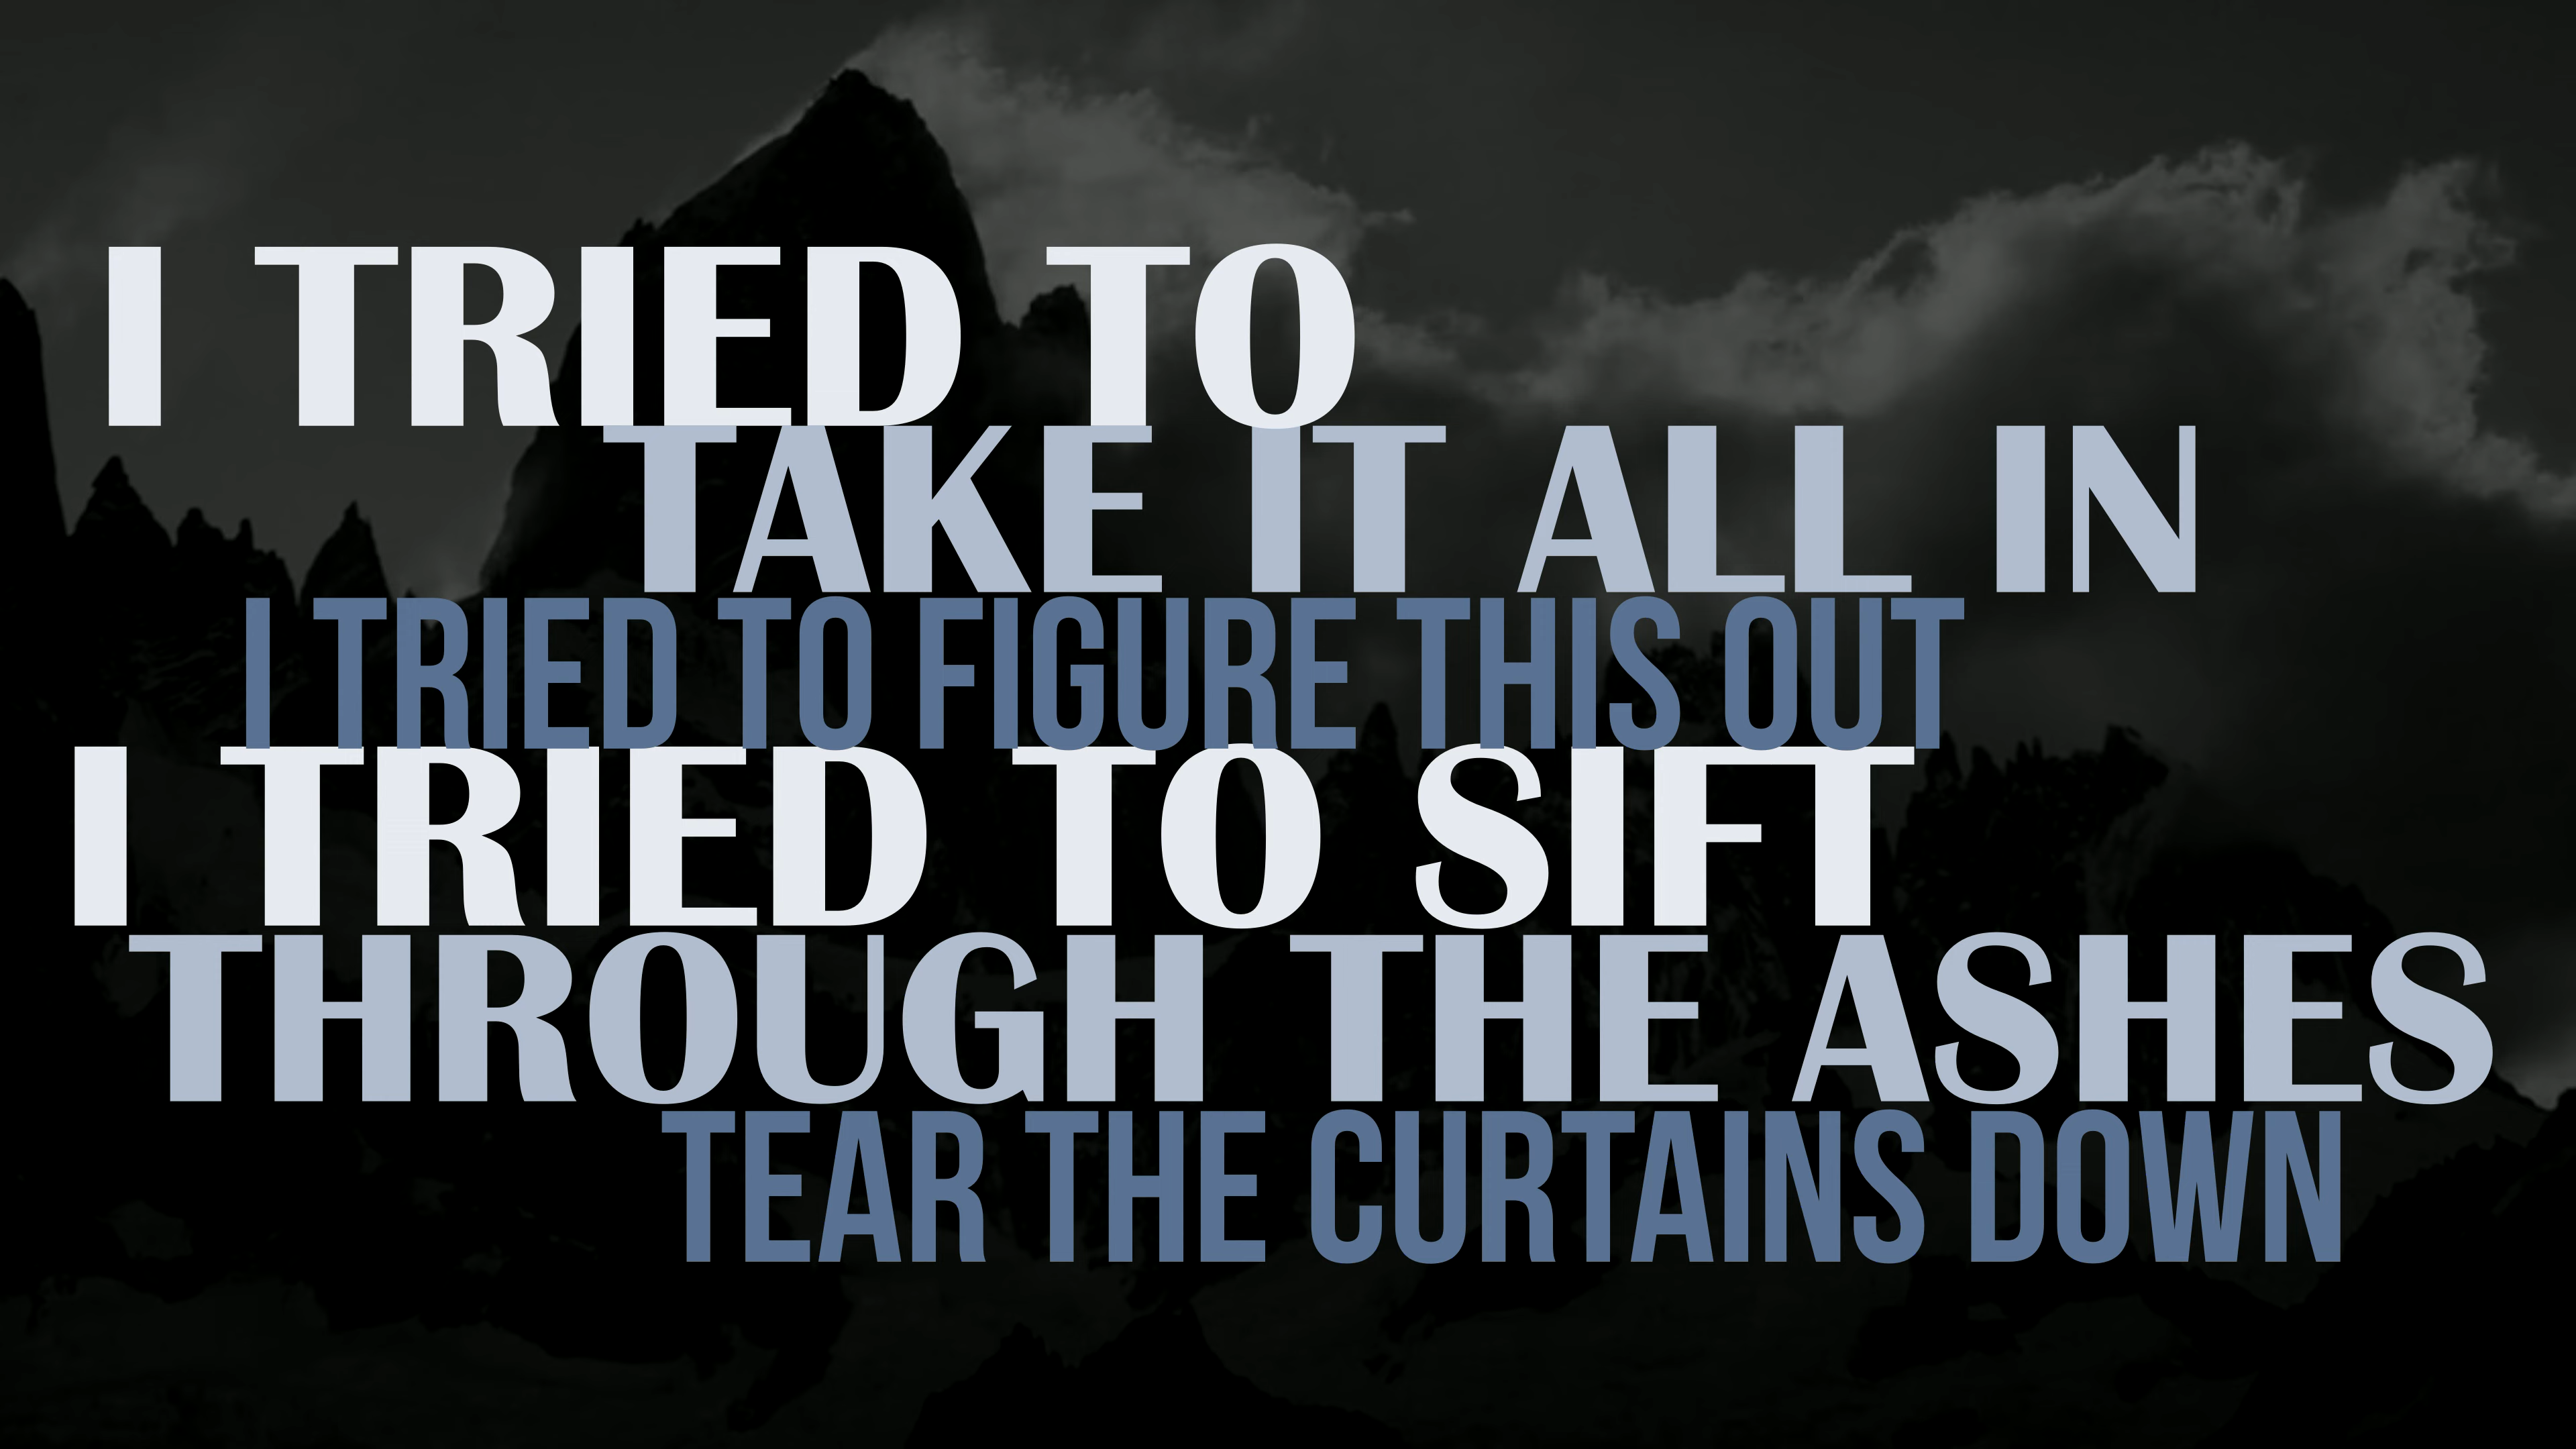 I TRIED TO
TAKE IT ALL IN
I TRIED TO FIGURE THIS OUT
I TRIED TO SIFT
THROUGH THE ASHES
TEAR THE CURTAINS DOWN